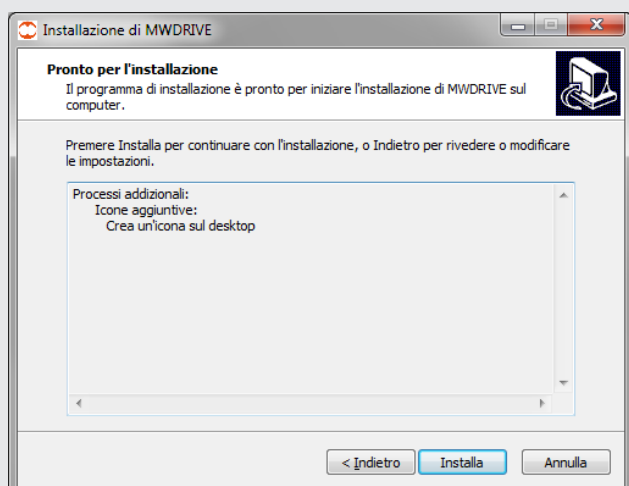 Installazione di MWDRIVE
Pronto per l'installazione
Il programma di installazione è pronto per iniziare l'installazione di MWDRIVE sul
computer.
Premere Installa per continuare con l'installazione, o Indietro per rivedere o modificare
le impostazioni.
Processi addizionali:
Icone aggiuntive:
Crea un'icona sul desktop
< Indietro
Installa
Annulla